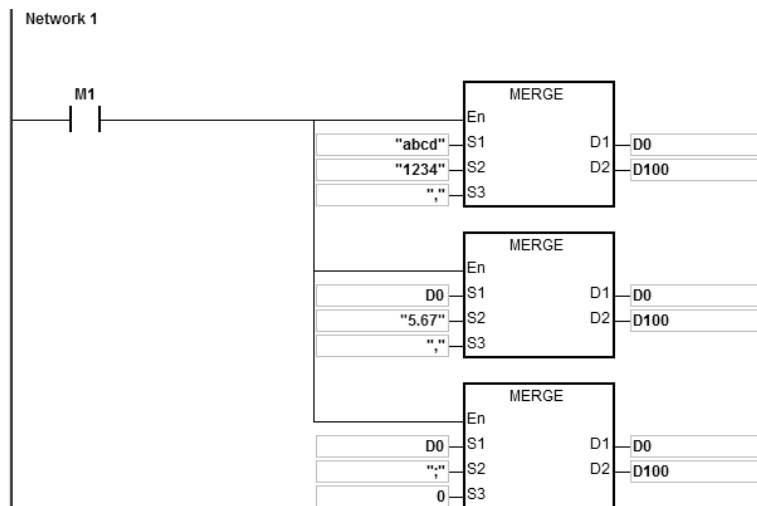 Network 1
M1
MERGE
En
"abcd" S1 D1 D0
"1234" S2 D2 D100
"," S3
MERGE
En
D0 S1 D1 D0
"5.67" S2 D2 D100
"," S3
MERGE
En
D0 S1 D1 D0
";" S2 D2 D100
0 S3